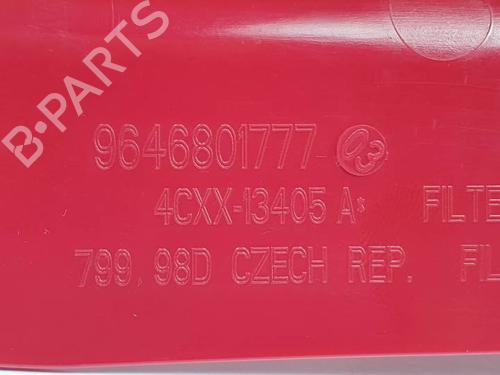 B-PARTS
9646801777 03
4CXX-13405 A* FILTE
799.98D CZECH REP. FIL